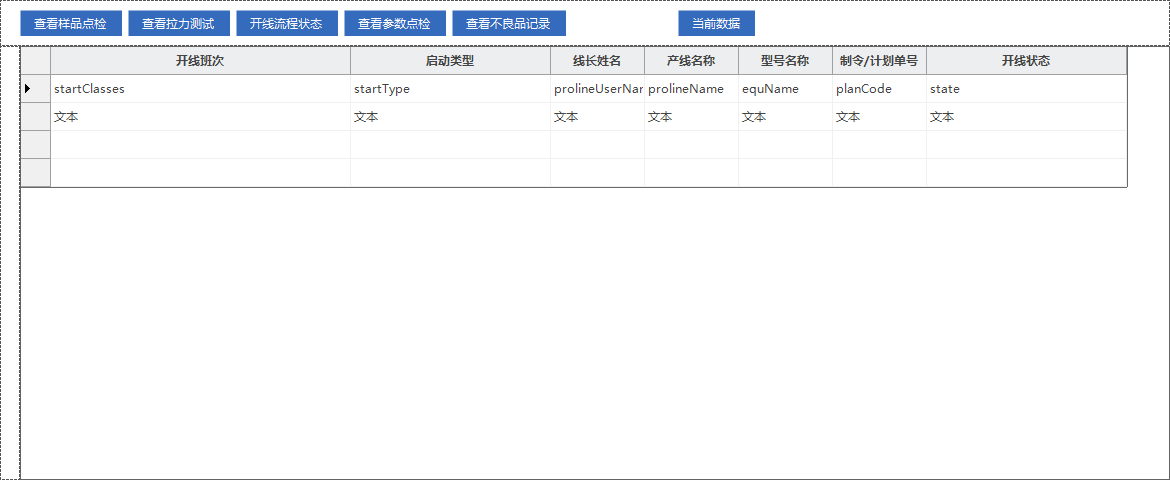 查看样品点检 查看拉力测试 开线流程状态 查看参数点检 查看不良品记录 当前数据
开线班次 启动类型 线长姓名 产线名称 型号名称 制令/计划单号 开线状态
startClasses startType prolineUserNar prolineName equName planCode state
文本 文本 文本 文本 文本 文本 文本